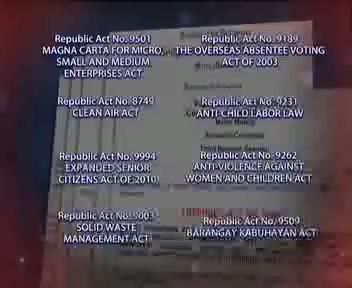 Republic Act No. 9501
MAGNA CARTA FOR MICRO,
SMALL AND MEDIUM
ENTERPRISES ACT
Republic Act No. 9189
THE OVERSEAS ABSENTEE VOTING
ACT OF 2003
Republic Act No. 8749
CLEAN AIR ACT
Republic Act No. 9231
ANTI-CHILD LABOR LAW
Republic Act No. 9994
EXPANDED SENIOR
CITIZENS ACT OF 2010
Republic Act No. 9262
ANTI VIOLENCE AGAINST
WOMEN AND CHILDREN ACT
Republic Act No. 9003
SOLID WASTE
MANAGEMENT ACT
Republic Act No. 9509
BARANGAY KABUHAYAN ACT